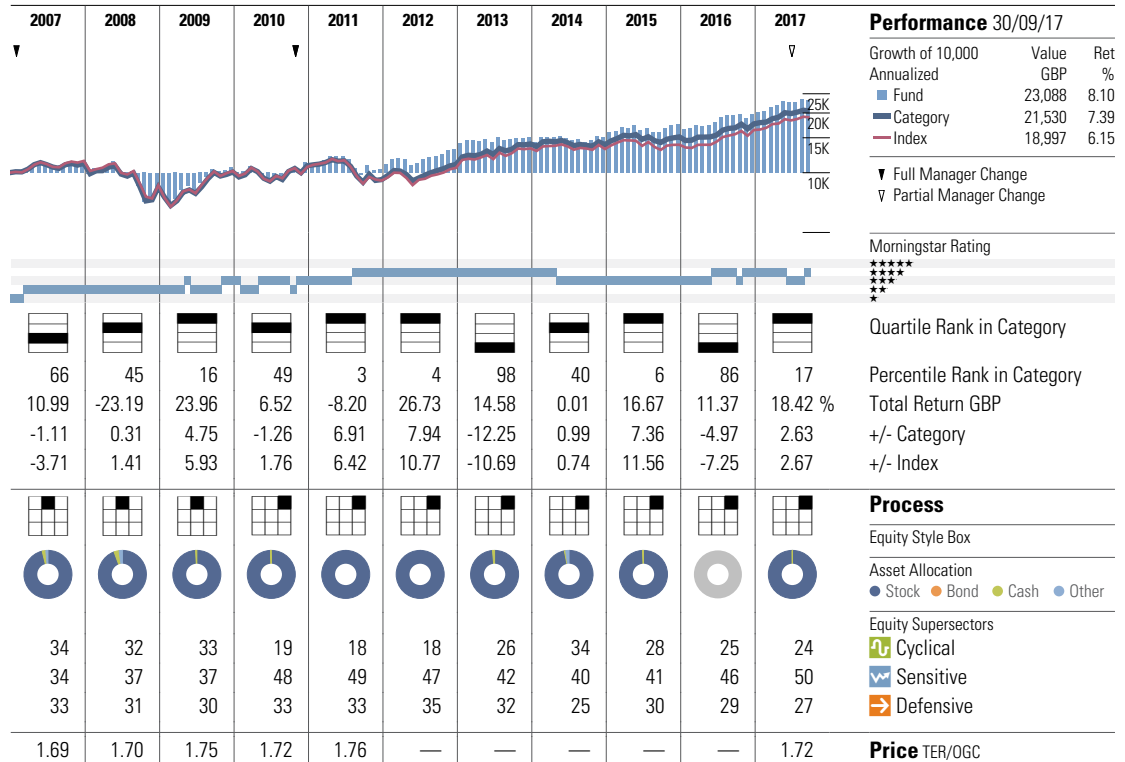 2007 2008 2009 2010 2011 2012 2013 2014 2015 2016 2017 Performance 30/09/17
Growth of 10,000 Value Ret
Annualized GBP %
Fund 23,088 8.10
Category 21,530 7.39
Index 18,997 6.15
25K
20K
15K
10K
Full Manager Change
Partial Manager Change
Morningstar Rating
★★★★★
★★★★
★★★
★★
★
Quartile Rank in Category
66 45 16 49 3 4 98 40 6 86 17 Percentile Rank in Category
10.99 -23.19 23.96 6.52 -8.20 26.73 14.58 0.01 16.67 11.37 18.42 % Total Return GBP
-1.11 0.31 4.75 -1.26 6.91 7.94 -12.25 0.99 7.36 -4.97 2.63 +/- Category
-3.71 1.41 5.93 1.76 6.42 10.77 -10.69 0.74 11.56 -7.25 2.67 +/- Index
Process
Equity Style Box
Asset Allocation
Stock Bond Cash Other
Equity Supersectors
34 32 33 19 18 18 26 34 28 25 24 Cyclical
34 37 37 48 49 47 42 40 41 46 50 Sensitive
33 31 30 33 33 35 32 25 30 29 27 Defensive
1.69 1.70 1.75 1.72 1.76 — — — — — 1.72 Price TER/OGC